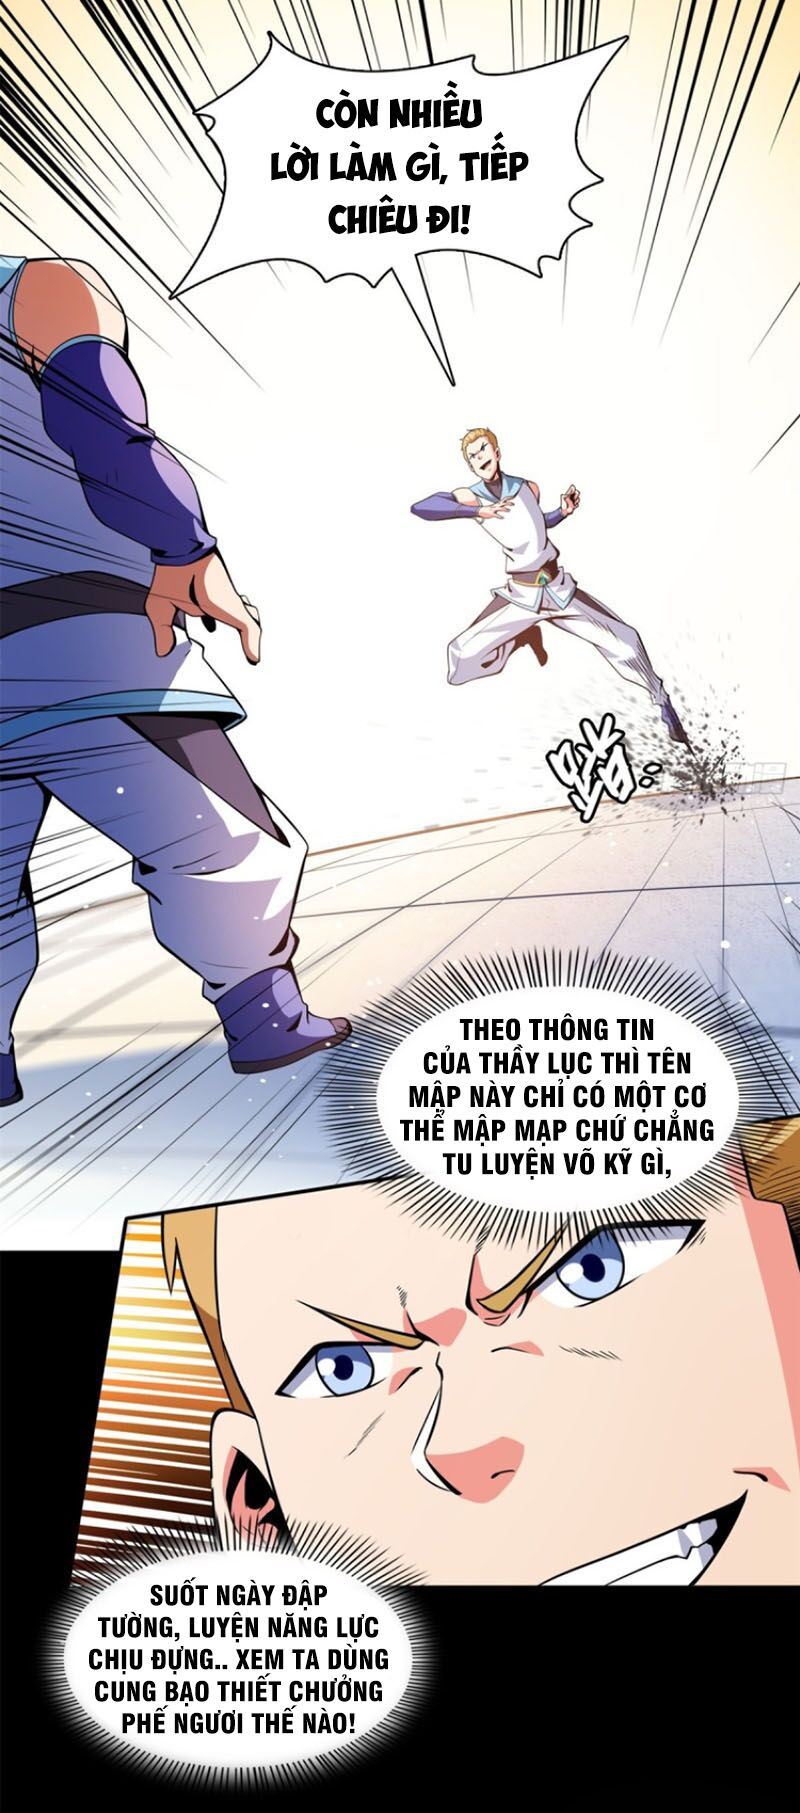 CÒN NHIỀU
LỜI LÀM GÌ, TIẾP
CHIÊU ĐI!
THEO THÔNG TIN
CỦA THẦY LỤC THÌ TÊN
MẬP NÀY CHỈ CÓ MỘT CƠ
THỂ MẬP MẠP CHỨ CHẲNG
TU LUYỆN VÕ KỸ GÌ,
SUỐT NGÀY ĐẬP
TƯỜNG, LUYỆN NĂNG LỰC
CHỊU ĐỰNG.. XEM TA DÙNG
CUNG BẠO THIẾT CHƯỞNG
PHẾ NGƯƠI THẾ NÀO!